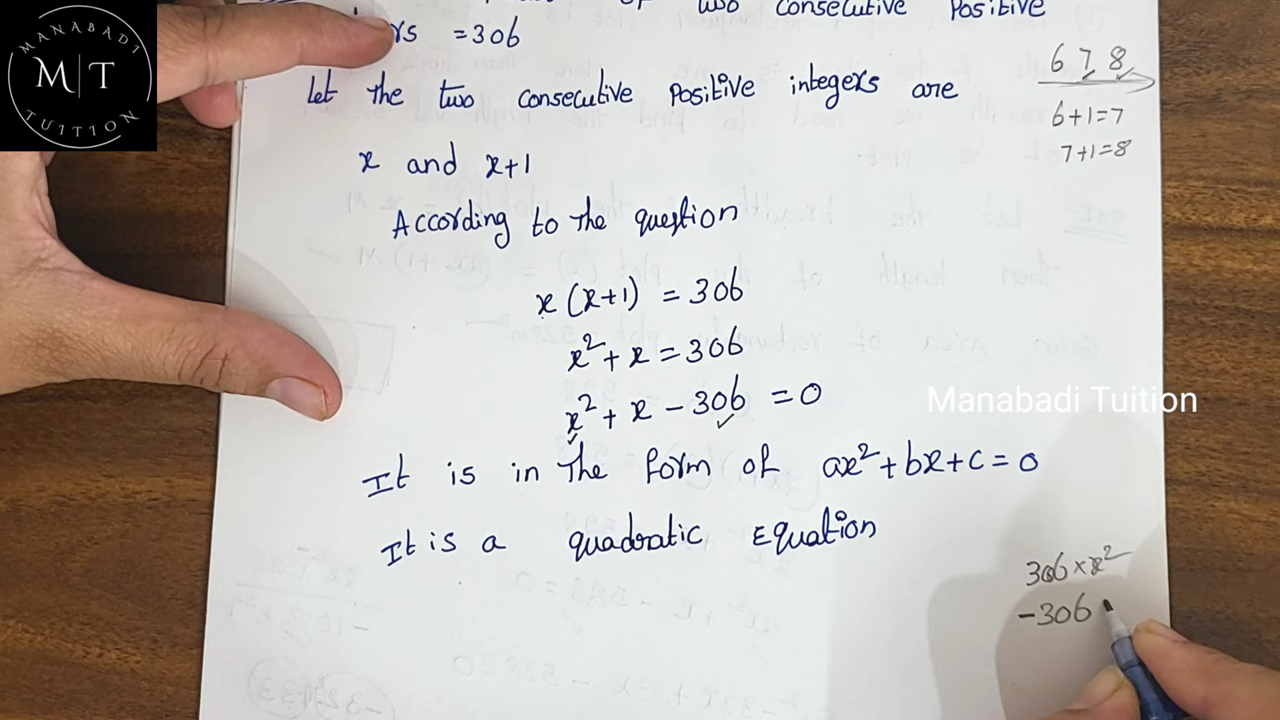 MANABADI
M|T
TUITION
two consecutive Positive
=306
Let the two consecutive positive integers are
x and x+1
According to the question
x(x+1) = 306
x²+x=306
x²+x-306 =0
It is in the form of ax²+bx+c=0
It is a quadratic Equation
6 7 8
6+1=7
7+1=8
Manabadi Tuition
306×x²
-306